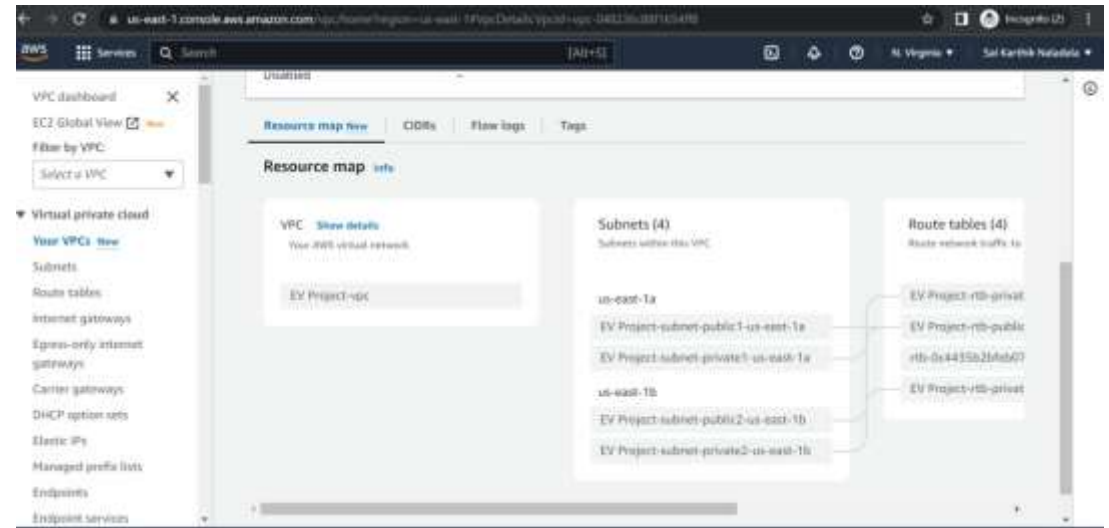 us-east-1.console.aws.amazon.com
Incognito (2)
aws
Services
Search
[Alt+S]
N. Virginia
Sai Karthik
VPC dashboard
EC2 Global View New
Filter by VPC:
Select a VPC
Virtual private cloud
Your VPCs New
Subnets
Route tables
Internet gateways
Egress-only internet
gateways
Carrier gateways
DHCP option sets
Elastic IPs
Managed prefix lists
Endpoints
Endpoint services
Disabled
-
Resource map New
CIDRs
Flow logs
Tags
Resource map Info
VPC Show details
Your AWS virtual network
EV Project-vpc
Subnets (4)
Subnets within this VPC
us-east-1a
EV Project-subnet-public1-us-east-1a
EV Project-subnet-private1-us-east-1a
us-east-1b
EV Project-subnet-public2-us-east-1b
EV Project-subnet-private2-us-east-1b
Route tables (4)
Route network traffic to
EV Project-rtb-privat
EV Project-rtb-public
EV Project-rtb-privat